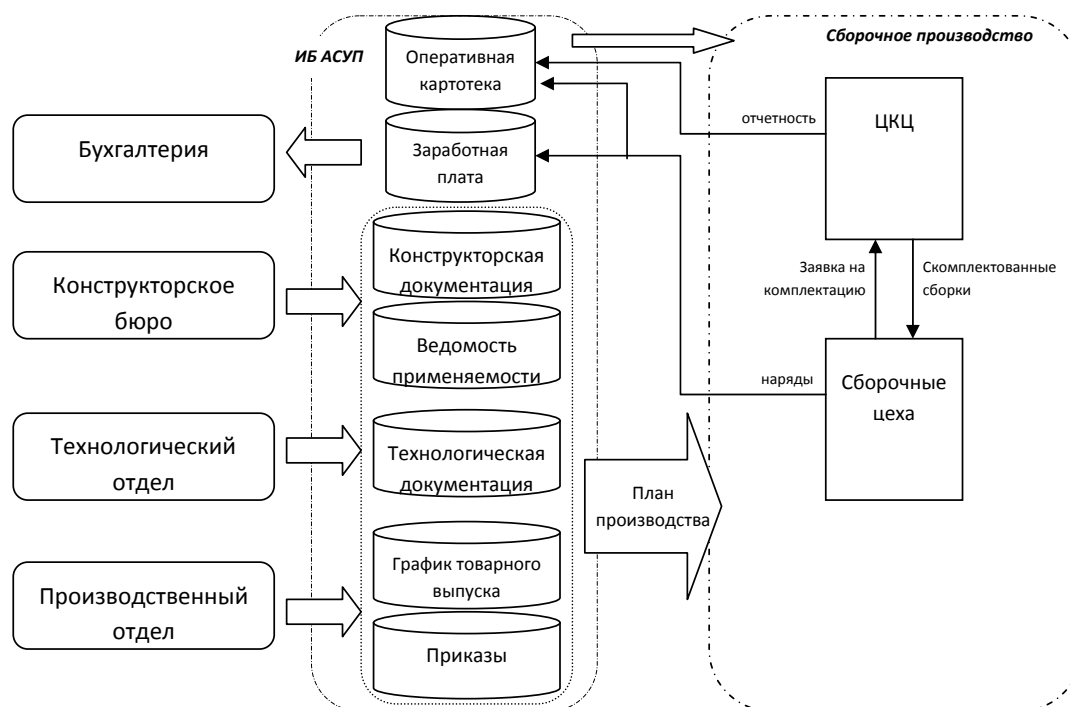 ИБ АСУП
Оперативная
картотека
Сборочное производство
Бухгалтерия
Заработная
плата
отчетность
ЦКЦ
Конструкторское
бюро
Конструкторская
документация
Заявка на
комплектацию
Скомплектованные
сборки
Ведомость
применяемости
наряды
Сборочные
цеха
Технологический
отдел
Технологическая
документация
План
производства
Производственный
отдел
График товарного
выпуска
Приказы